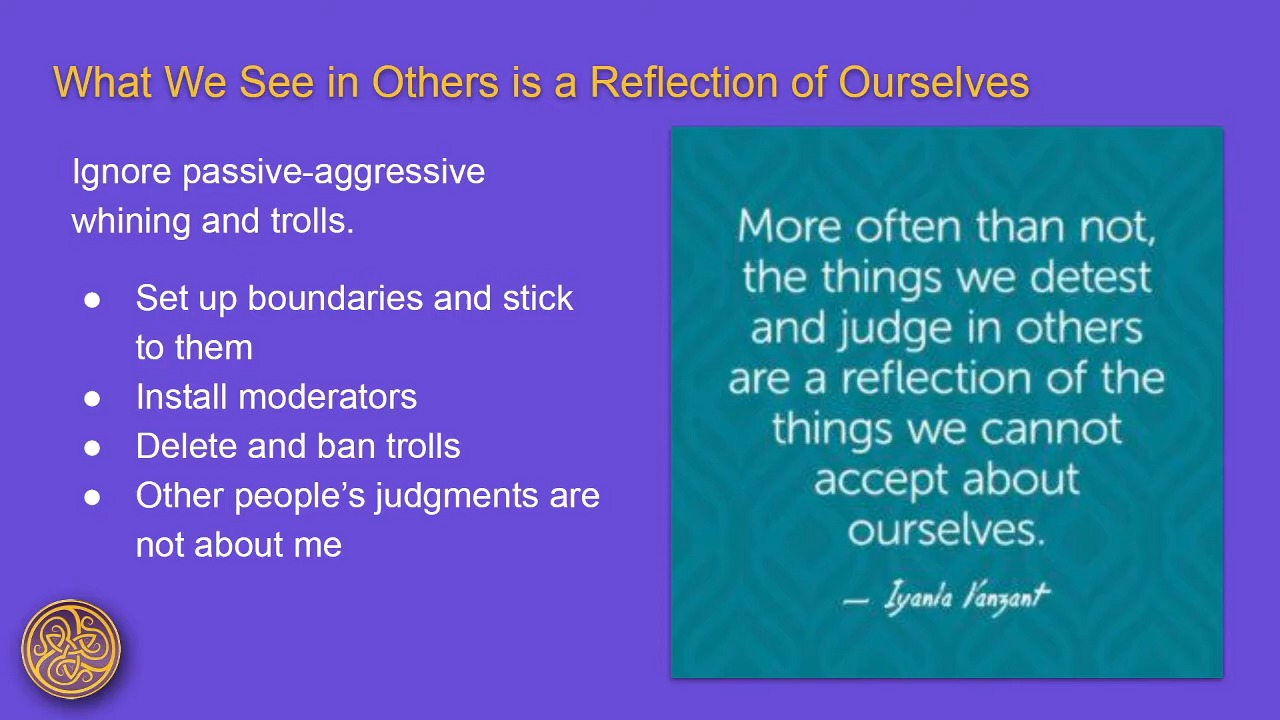 What We See in Others is a Reflection of Ourselves
Ignore passive-aggressive
whining and trolls.
● Set up boundaries and stick
to them
● Install moderators
● Delete and ban trolls
● Other people’s judgments are
not about me
More often than not,
the things we detest
and judge in others
are a reflection of the
things we cannot
accept about
ourselves.
— Iyanla Vanzant